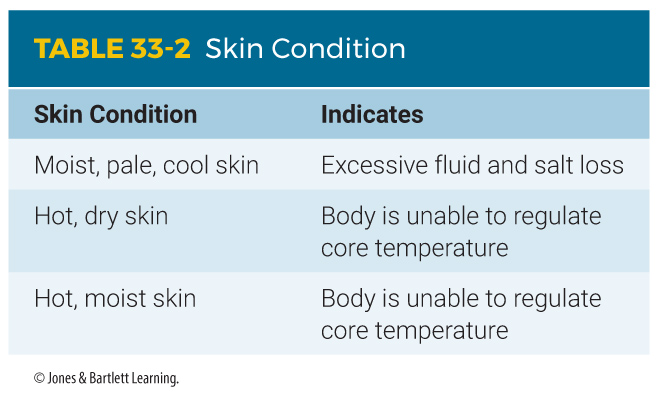 TABLE 33-2 Skin Condition
Skin Condition Indicates
Moist, pale, cool skin Excessive fluid and salt loss
Hot, dry skin Body is unable to regulate
core temperature
Hot, moist skin Body is unable to regulate
core temperature
© Jones & Bartlett Learning.